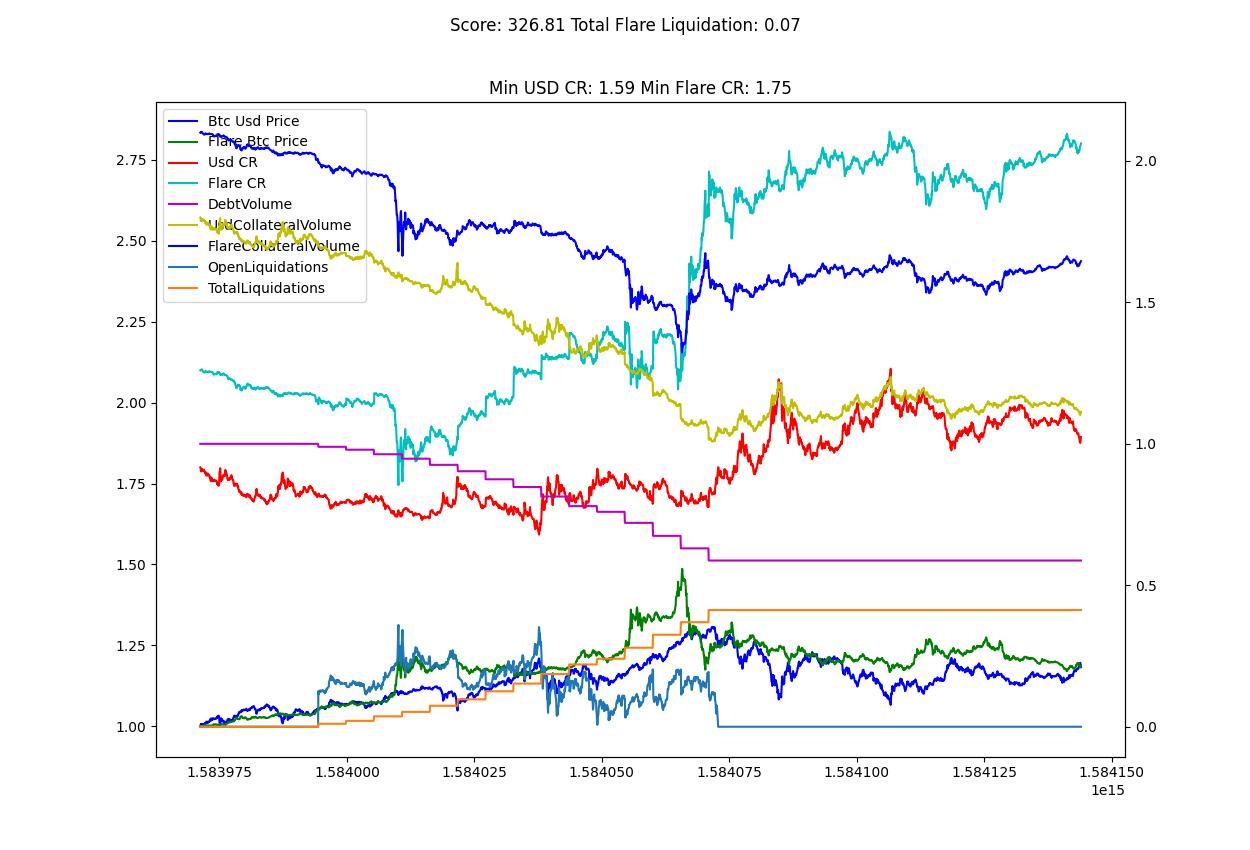 Score: 326.81 Total Flare Liquidation: 0.07
Min USD CR: 1.59 Min Flare CR: 1.75
Btc Usd Price
Flare Btc Price
Usd CR
Flare CR
DebtVolume
UsdCollateralVolume
FlareCollateralVolume
OpenLiquidations
TotalLiquidations
2.75
2.50
2.25
2.00
1.75
1.50
1.25
1.00
2.0
1.5
1.0
0.5
0.0
1.583975 1.584000 1.584025 1.584050 1.584075 1.584100 1.584125 1.584150
1e15